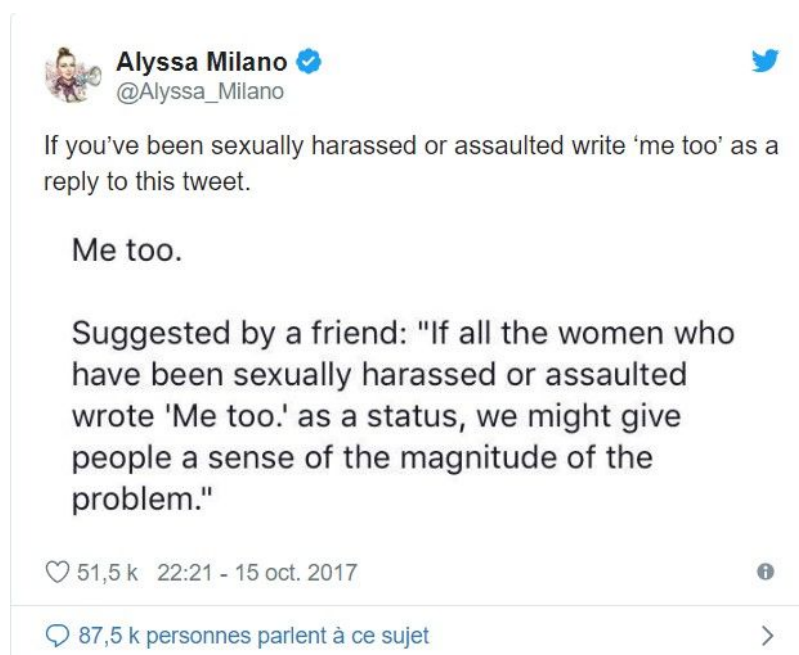 Alyssa Milano
@Alyssa_Milano
If you’ve been sexually harassed or assaulted write ‘me too’ as a
reply to this tweet.
Me too.
Suggested by a friend: "If all the women who
have been sexually harassed or assaulted
wrote 'Me too.' as a status, we might give
people a sense of the magnitude of the
problem."
51,5 k 22:21 - 15 oct. 2017
87,5 k personnes parlent à ce sujet